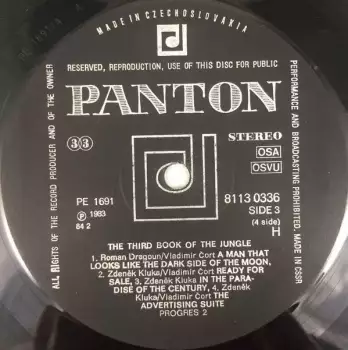 MADE IN CZECHOSLOVAKIA
RESERVED, REPRODUCTION, USE OF THIS DISC FOR PUBLIC
PERFORMANCE AND BROADCASTING PROHIBITED. MADE IN CSSR
ALL RIGHTS OF THE RECORD PRODUCER AND OF THE OWNER
PANTON
33
STEREO
OSA
OSVU
PE 1691
Ⓟ 1983
84 2
8113 0336
SIDE 3
(4 side)
H
THE THIRD BOOK OF THE JUNGLE
1. Roman Dragoun/Vladimír Čort A MAN THAT
LOOKS LIKE THE DARK SIDE OF THE MOON,
2. Zdeněk Kluka/Vladimír Čort READY FOR
SALE, 3. Zdeněk Kluka IN THE PARA-
DISE OF THE CENTURY, 4. Zdeněk
Kluka/Vladimír Čort THE
ADVERTISING SUITE
PROGRES 2